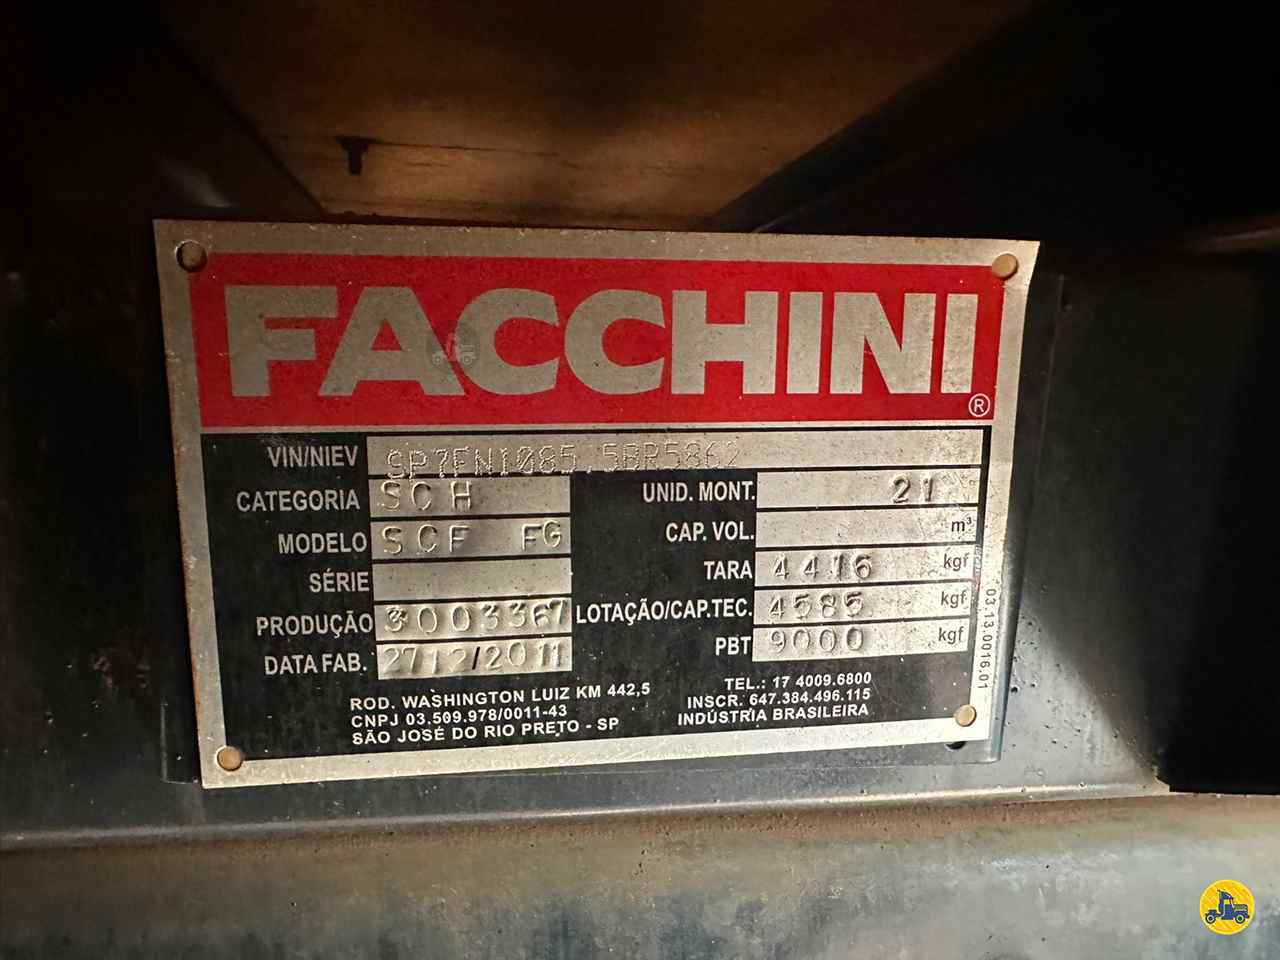 FACCHINI
®
VIN/NIEV SP7FN1085.5BR5862
CATEGORIA SCH
MODELO SCF FG
SÉRIE
PRODUÇÃO 3003367
DATA FAB. 2712/2011
UNID. MONT. 21
CAP. VOL. m³
TARA 4416 kgf
LOTAÇÃO/CAP.TEC. 4585 kgf
PBT 9000 kgf
03.13.0016.01
ROD. WASHINGTON LUIZ KM 442,5
CNPJ 03.509.978/0011-43
SÃO JOSÉ DO RIO PRETO - SP
TEL.: 17 4009.6800
INSCR. 647.384.496.115
INDÚSTRIA BRASILEIRA